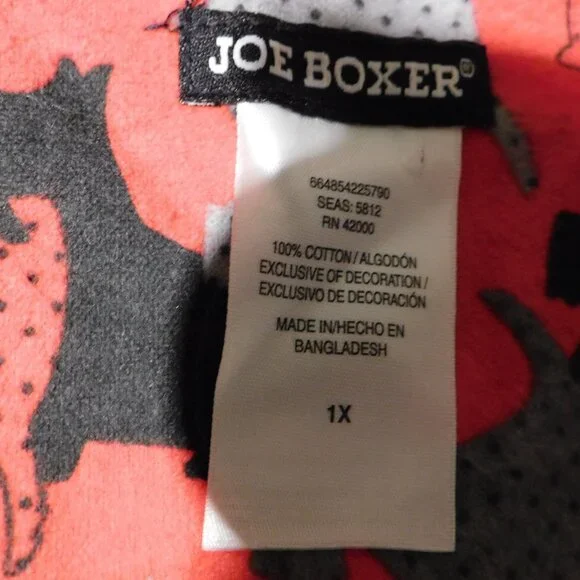 JOE BOXER®
664854225790
SEAS: 5812
RN 42000
100% COTTON/ALGODÓN
EXCLUSIVE OF DECORATION/
EXCLUSIVO DE DECORACIÓN
MADE IN/HECHO EN
BANGLADESH
1X